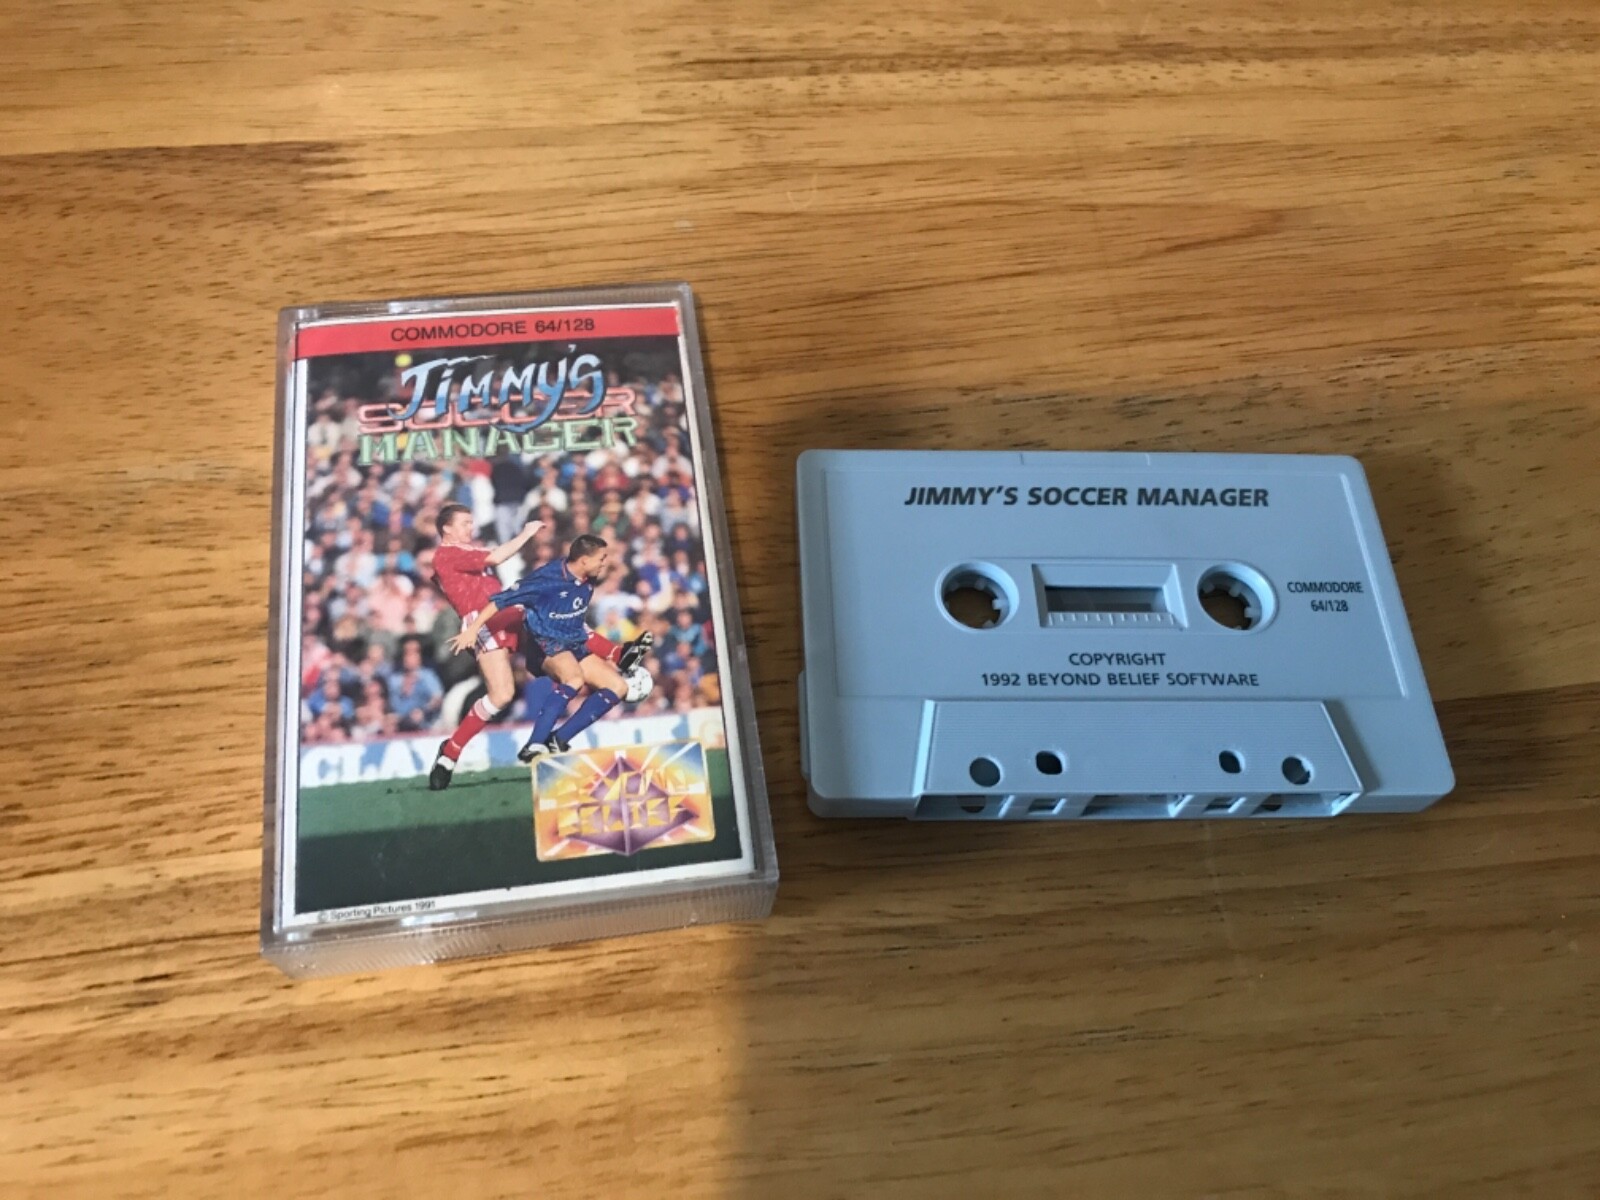 COMMODORE 64/128
JIMMY'S
SOCCER
MANAGER
BEYOND
BELIEF
© Sporting Pictures 1991
JIMMY'S SOCCER MANAGER
COMMODORE
64/128
COPYRIGHT
1992 BEYOND BELIEF SOFTWARE